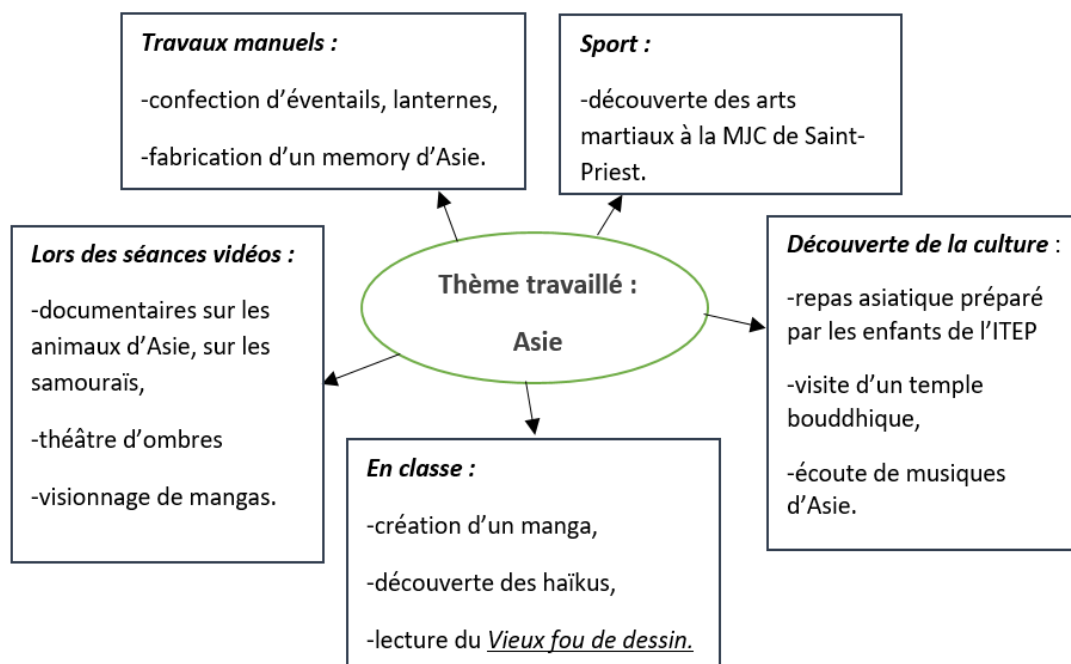 Travaux manuels :
-confection d’éventails, lanternes,
-fabrication d’un memory d’Asie.
Sport :
-découverte des arts
martiaux à la MJC de Saint-
Priest.
Lors des séances vidéos :
-documentaires sur les
animaux d’Asie, sur les
samouraïs,
-théâtre d’ombres
-visionnage de mangas.
Thème travaillé :
Asie
Découverte de la culture :
-repas asiatique préparé
par les enfants de l’ITEP
-visite d’un temple
bouddhique,
-écoute de musiques
d’Asie.
En classe :
-création d’un manga,
-découverte des haïkus,
-lecture du Vieux fou de dessin.